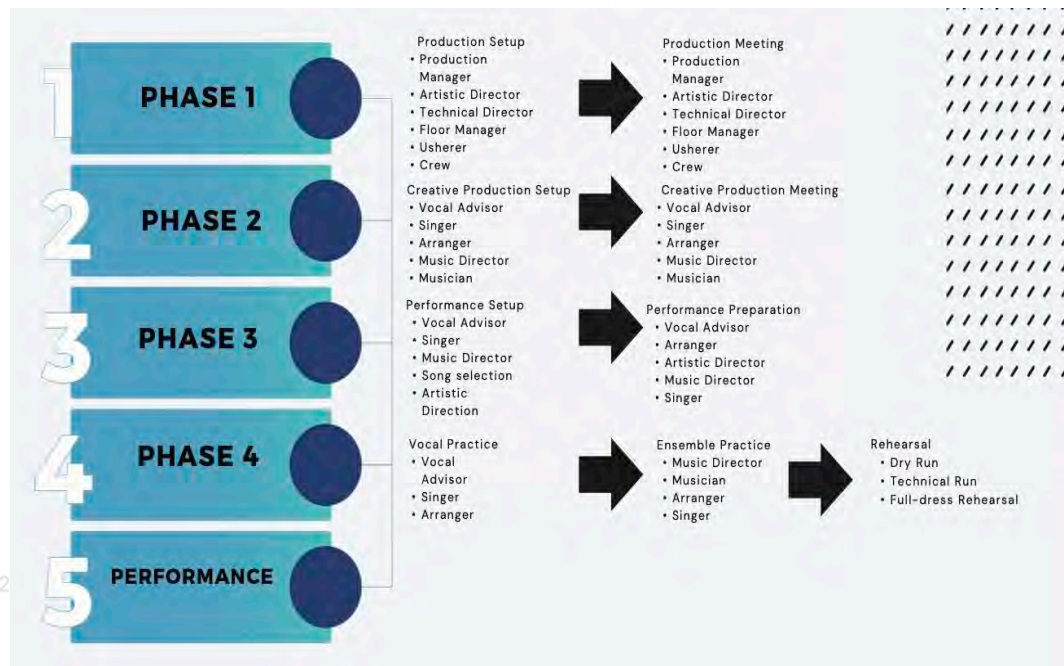 1
PHASE 1
Production Setup
• Production
Manager
• Artistic Director
• Technical Director
• Floor Manager
• Usherer
• Crew
Production Meeting
• Production
Manager
• Artistic Director
• Technical Director
• Floor Manager
• Usherer
• Crew
2
PHASE 2
Creative Production Setup
• Vocal Advisor
• Singer
• Arranger
• Music Director
• Musician
Creative Production Meeting
• Vocal Advisor
• Singer
• Arranger
• Music Director
• Musician
3
PHASE 3
Performance Setup
• Vocal Advisor
• Singer
• Music Director
• Song selection
• Artistic
Direction
Performance Preparation
• Vocal Advisor
• Arranger
• Artistic Director
• Music Director
• Singer
4
PHASE 4
Vocal Practice
• Vocal
Advisor
• Singer
• Arranger
Ensemble Practice
• Music Director
• Musician
• Arranger
• Singer
Rehearsal
• Dry Run
• Technical Run
• Full-dress Rehearsal
5
PERFORMANCE
2